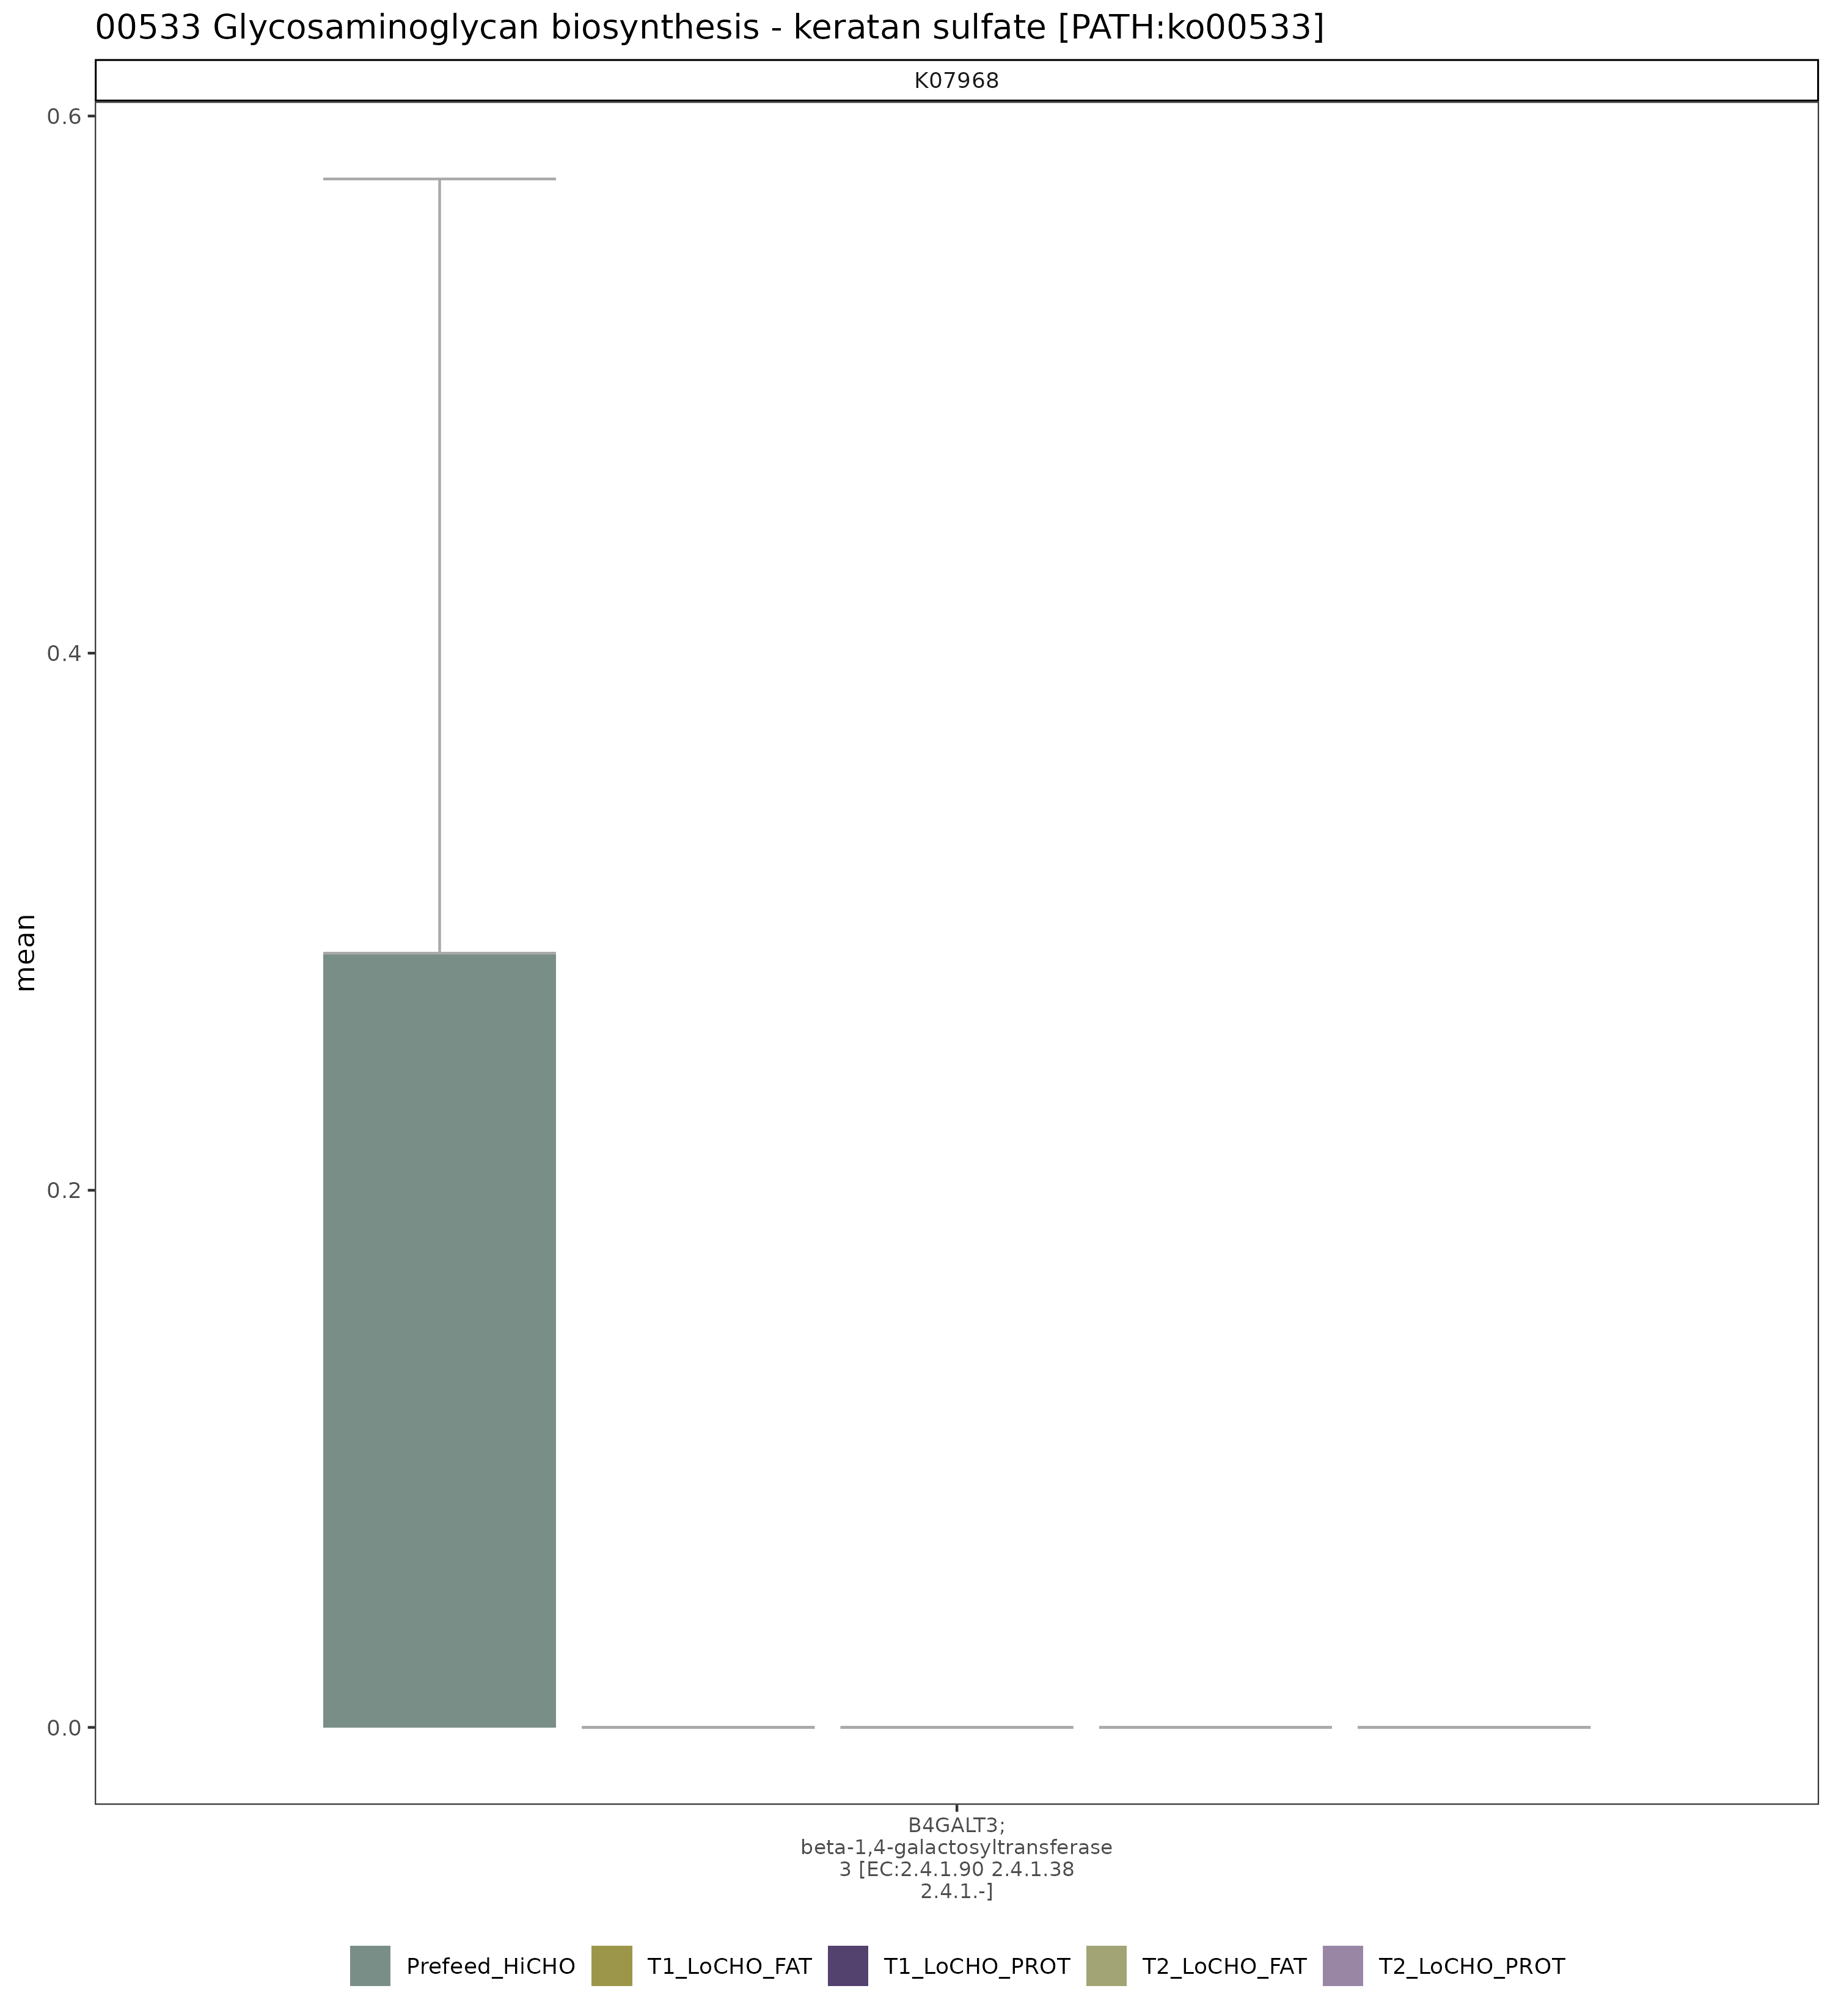 00533 Glycosaminoglycan biosynthesis - keratan sulfate [PATH:ko00533]
K07968
0.6
0.4
0.2
0.0
mean
B4GALT3;
beta-1,4-galactosyltransferase
3 [EC:2.4.1.90 2.4.1.38
2.4.1.-]
Prefeed_HiCHO T1_LoCHO_FAT T1_LoCHO_PROT T2_LoCHO_FAT T2_LoCHO_PROT